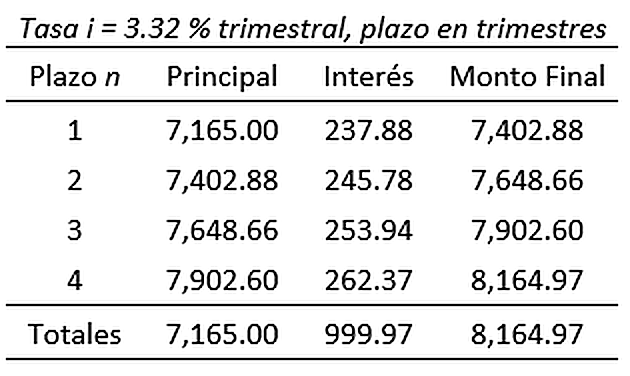 Tasa i = 3.32 % trimestral, plazo en trimestres
Plazo n Principal Interés Monto Final
1 7,165.00 237.88 7,402.88
2 7,402.88 245.78 7,648.66
3 7,648.66 253.94 7,902.60
4 7,902.60 262.37 8,164.97
Totales 7,165.00 999.97 8,164.97